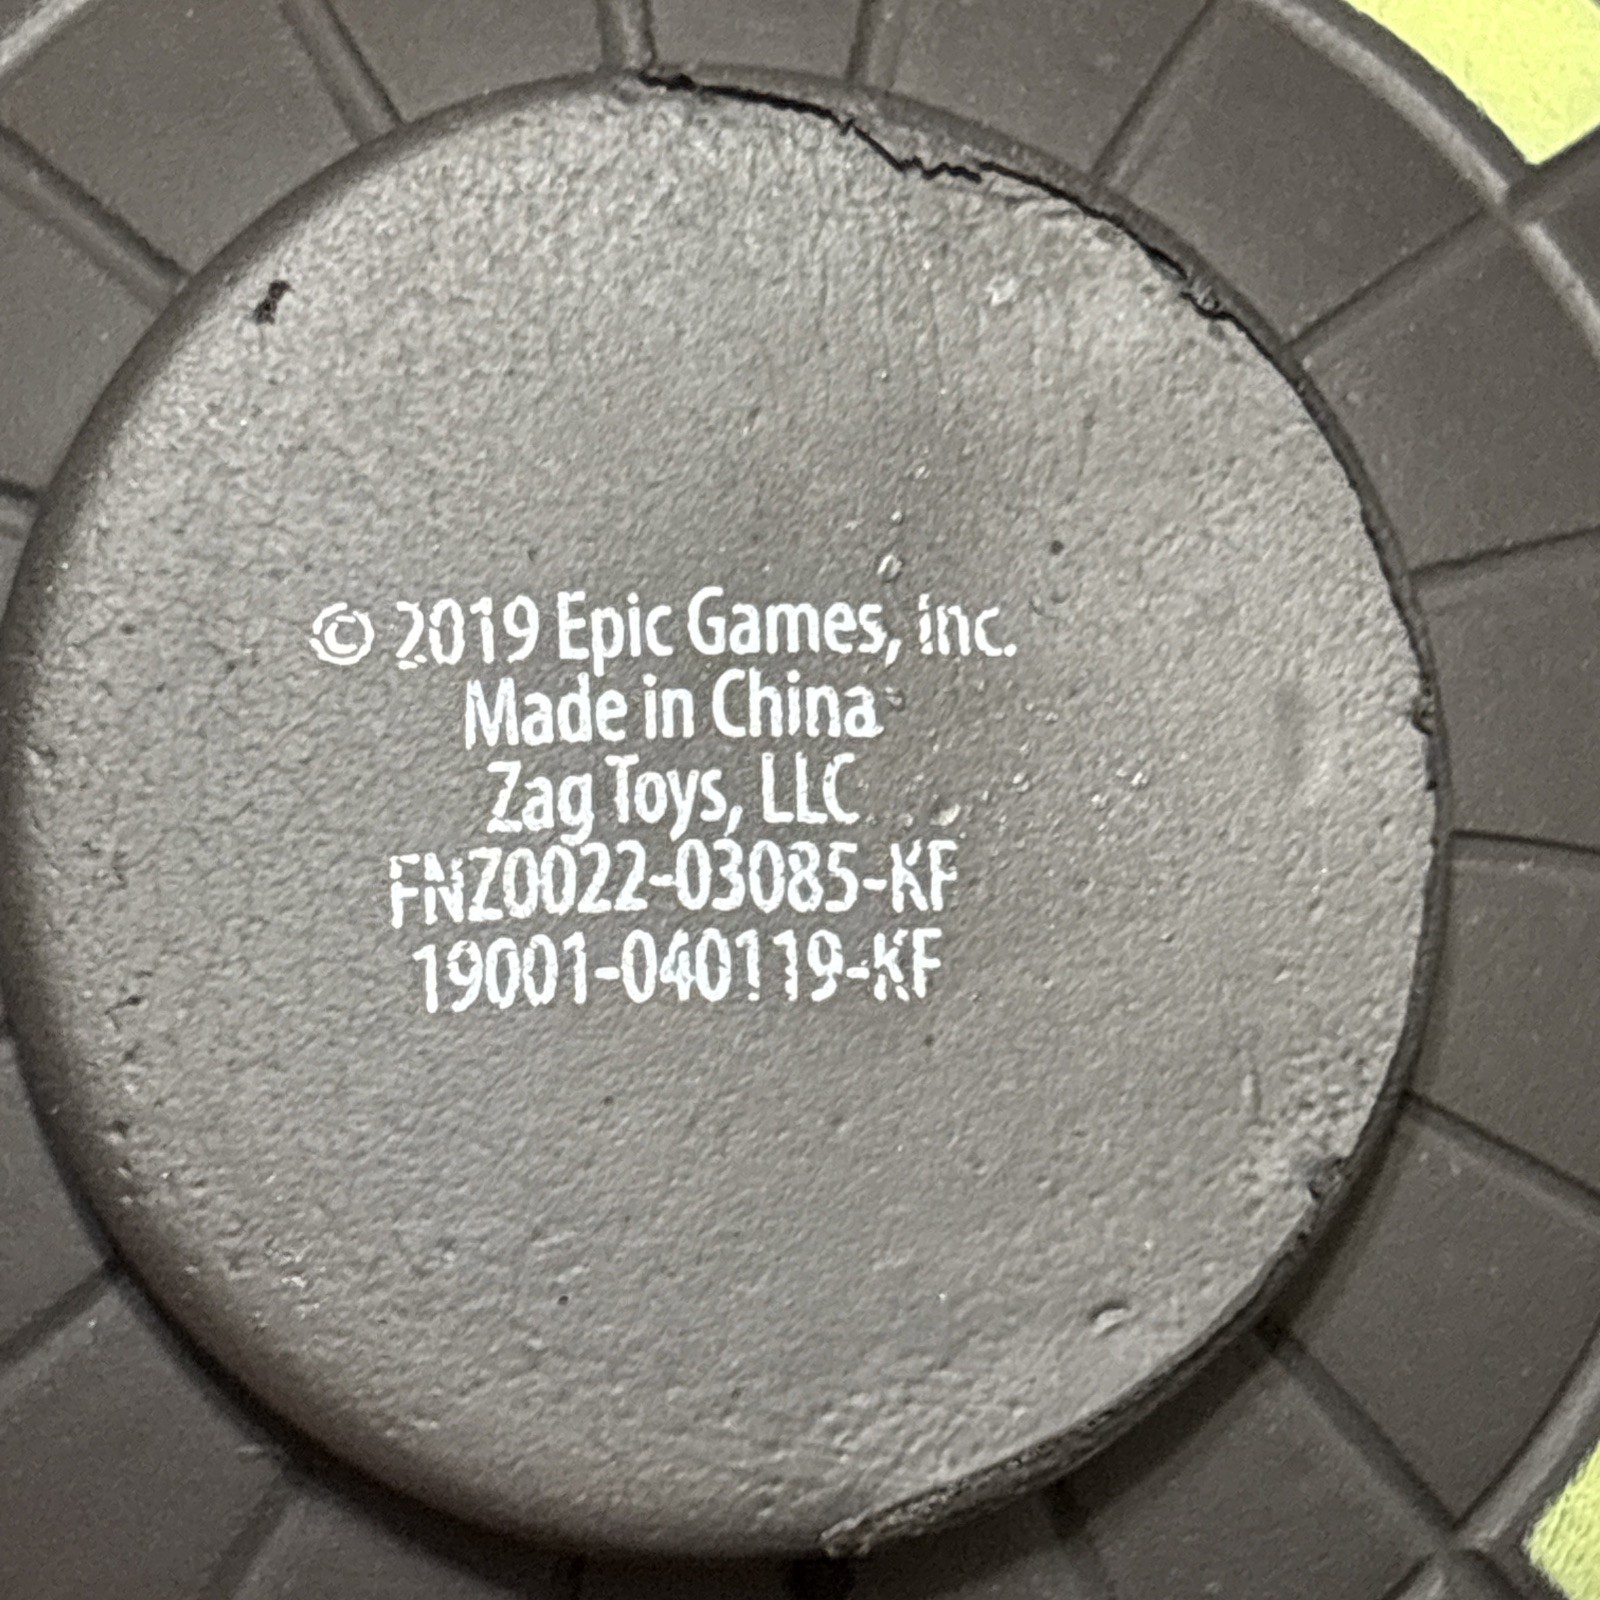 © 2019 Epic Games, Inc.
Made in China
Zag Toys, LLC
FNZ0022-03085-KF
19001-040119-KF